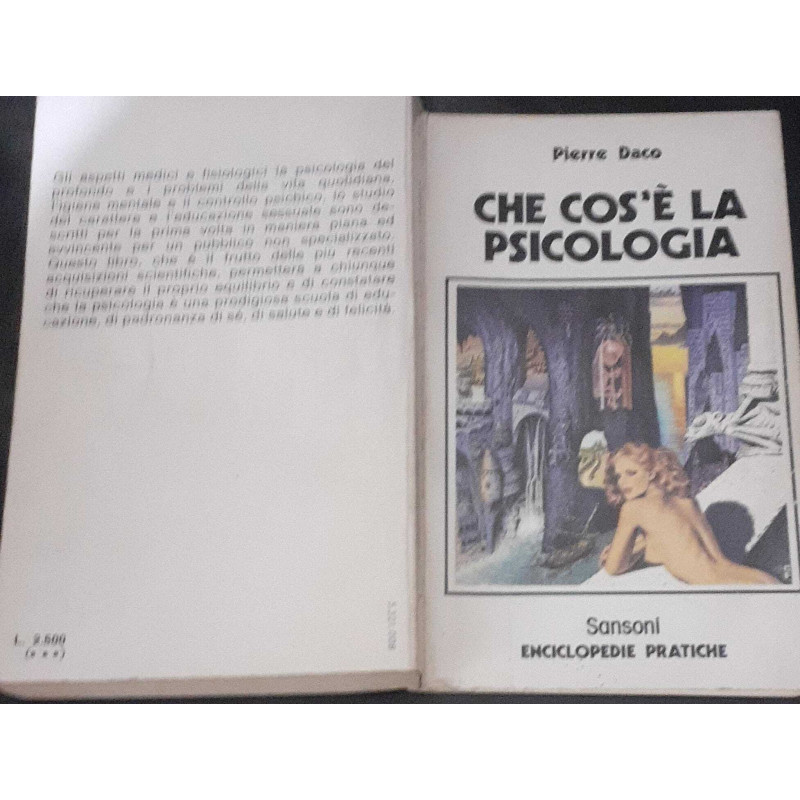 Gli aspetti medici e fisiologici la psicologia del
profondo e i problemi della vita quotidiana,
l'igiene mentale e il controllo psichico, lo studio
del carattere e l'educazione sessuale sono de-
scritti per la prima volta in maniera piana ed
avvincente per un pubblico non specializzato.
Questo libro, che è il frutto delle più recenti
acquisizioni scientifiche, permetterà a chiunque
di ricuperare il proprio equilibrio e di constatare
che la psicologia è una prodigiosa scuola di edu-
cazione, di padronanza di sé, di salute e di felicità.
L. 2.500
Pierre Daco
CHE COS'È LA
PSICOLOGIA
Sansoni
ENCICLOPEDIE PRATICHE